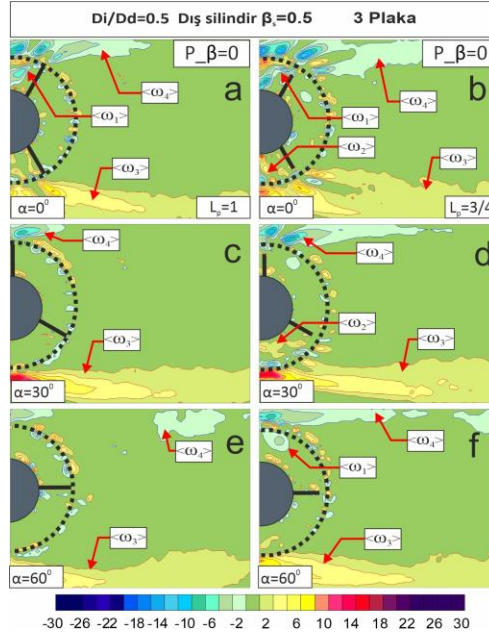 Di/Dd=0.5 Dış silindir βs=0.5 3 Plaka
P_β=0
a
<ω4>
<ω1>
<ω3>
α=0⁰
Lp=1
P_β=0
b
<ω4>
<ω1>
<ω2>
<ω3>
α=0⁰
Lp=3/4
c
<ω4>
<ω3>
α=30⁰
d
<ω4>
<ω2>
<ω3>
α=30⁰
e
<ω4>
<ω3>
α=60⁰
f
<ω4>
<ω1>
<ω3>
α=60⁰
-30 -26 -22 -18 -14 -10 -6 -2 2 6 10 14 18 22 26 30